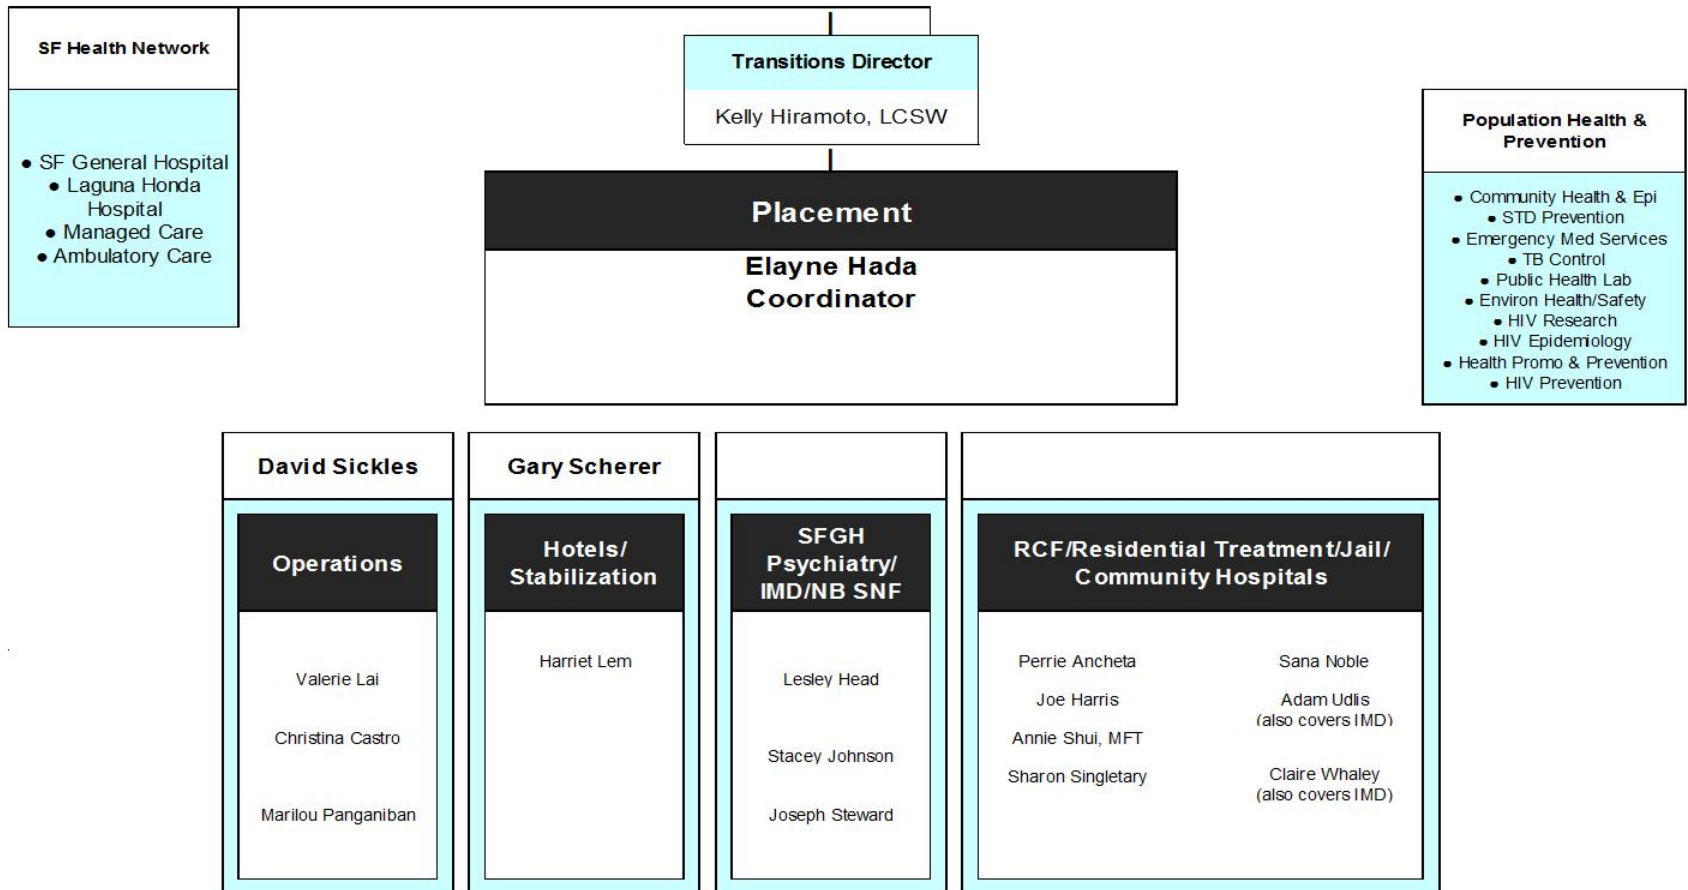 SF Health Network
● SF General Hospital
● Laguna Honda
Hospital
● Managed Care
● Ambulatory Care
Transitions Director
Kelly Hiramoto, LCSW
Placement
Elayne Hada
Coordinator
Population Health &
Prevention
● Community Health & Epi
● STD Prevention
● Emergency Med Services
● TB Control
● Public Health Lab
● Environ Health/Safety
● HIV Research
● HIV Epidemiology
● Health Promo & Prevention
● HIV Prevention
David Sickles
Operations
Valerie Lai
Christina Castro
Marilou Panganiban
Gary Scherer
Hotels/
Stabilization
Harriet Lem
SFGH
Psychiatry/
IMD/NB SNF
Lesley Head
Stacey Johnson
Joseph Steward
RCF/Residential Treatment/Jail/
Community Hospitals
Perrie Ancheta
Joe Harris
Annie Shui, MFT
Sharon Singletary
Sana Noble
Adam Udlis
(also covers IMD)
Claire Whaley
(also covers IMD)